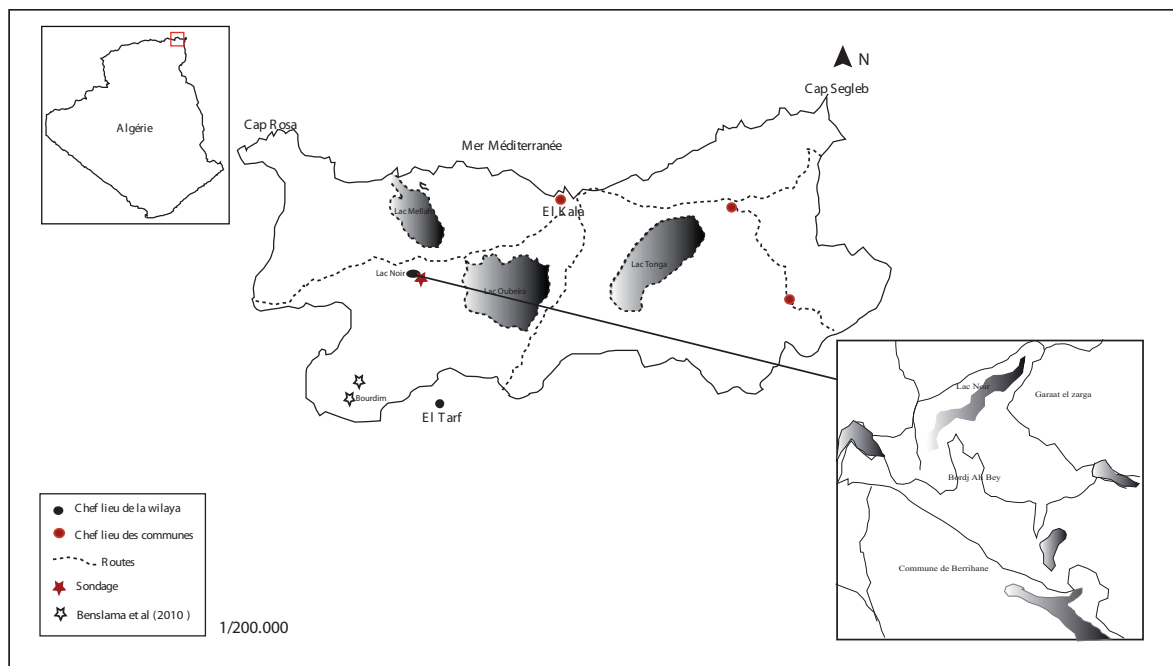 Algérie
N
Cap Segleb
Cap Rosa
Mer Méditerranée
Lac Mellah
El Kala
Lac Tonga
Lac Noir
Lac Oubeira
Bourdim
El Tarf
Lac Noir
Garaat el zarga
Bordj Ali Bey
Commune de Berrihane
Chef lieu de la wilaya
Chef lieu des communes
Routes
Sondage
Benslama et al (2010 )
1/200.000